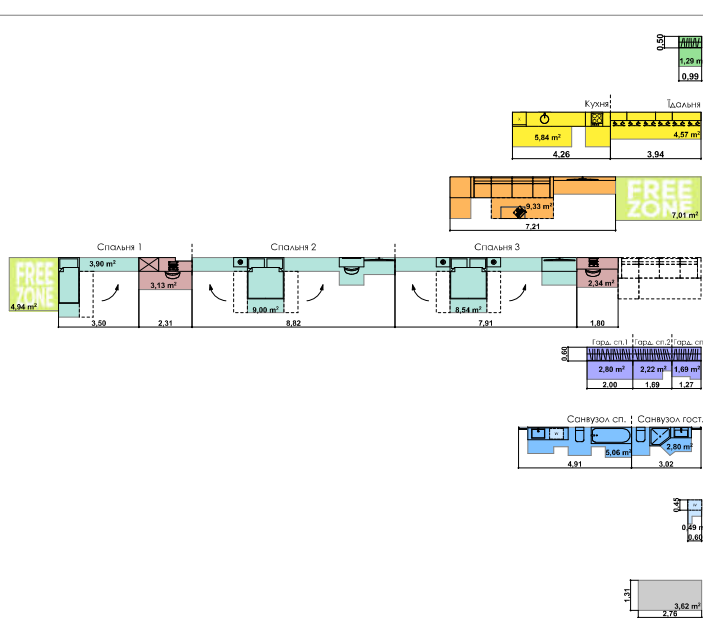 0,50
1,29 m
0,99
Кухня
Їдальня
5,84 m²
4,57 m²
4,26
3,94
9,33 m²
FREE
ZONE
7,01 m²
7,21
Спальня 1
Спальня 2
Спальня 3
FREE
ZONE
4,94 m²
3,90 m²
3,13 m²
9,00 m²
8,54 m²
2,34 m²
3,50
2,31
8,82
7,91
1,80
Гард. сп.1
Гард. сп.2
Гард. сп
0,60
2,80 m²
2,22 m²
1,69 m²
2.00
1,69
1,27
Санвузол сп.
Санвузол гост.
5,06 m²
2,80 m²
4,91
3,02
0,45
0,49 m
0,60
1,31
3,62 m²
2,76